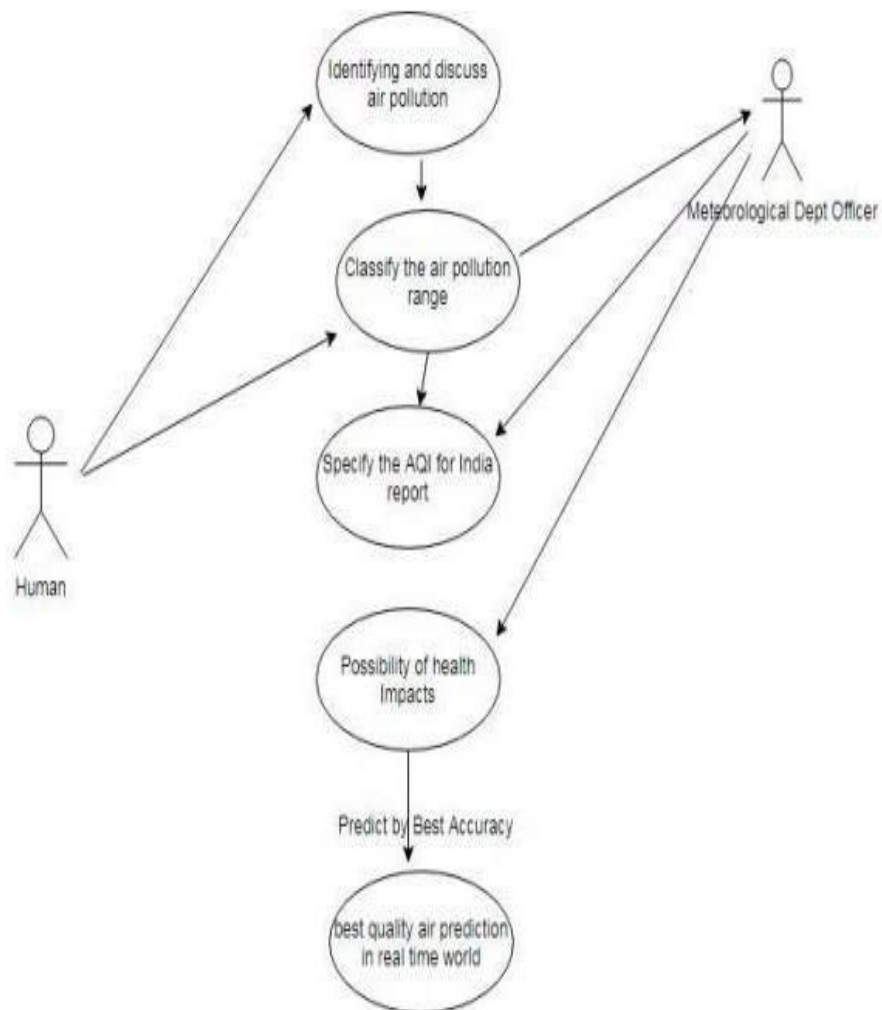 Identifying and discuss
air pollution
Meteorological Dept Officer
Classify the air pollution
range
Specify the AQI for India
report
Human
Possibility of health
Impacts
Predict by Best Accuracy
best quality air prediction
in real time world